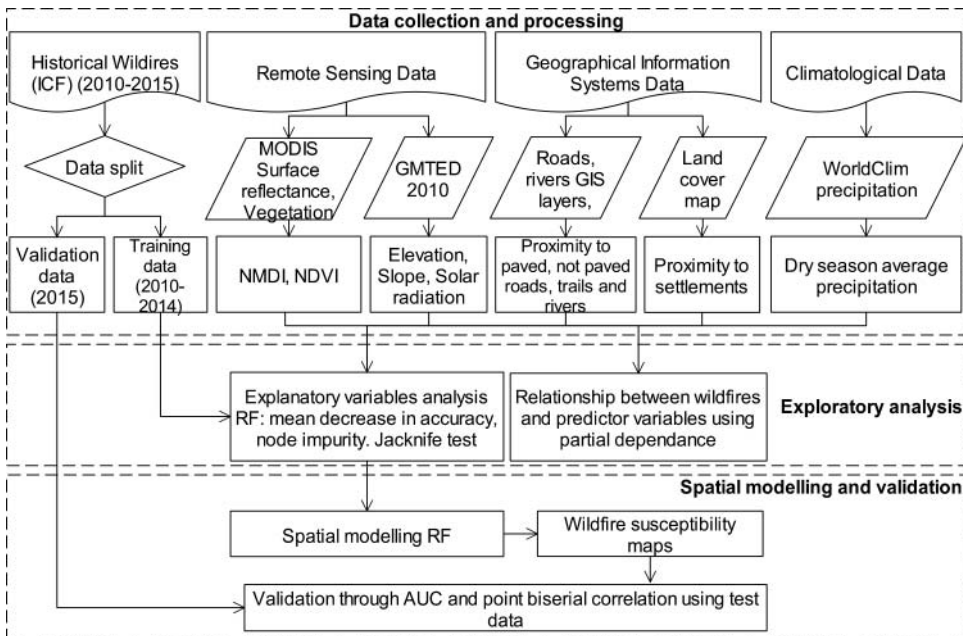 Data collection and processing
Historical Wildires
(ICF) (2010-2015)
Remote Sensing Data
Geographical Information
Systems Data
Climatological Data
Data split
MODIS
Surface
reflectance,
Vegetation
GMTED
2010
Roads,
rivers GIS
layers,
Land
cover
map
WorldClim
precipitation
Validation
data
(2015)
Training
data
(2010-
2014)
NMDI, NDVI
Elevation,
Slope, Solar
radiation
Proximity to
paved, not paved
roads, trails and
rivers
Proximity to
settlements
Dry season average
precipitation
Explanatory variables analysis
RF: mean decrease in accuracy,
node impurity. Jacknife test
Relationship between wildfires
and predictor variables using
partial dependance
Exploratory analysis
Spatial modelling and validation
Spatial modelling RF
Wildfire susceptibility
maps
Validation through AUC and point biserial correlation using test
data